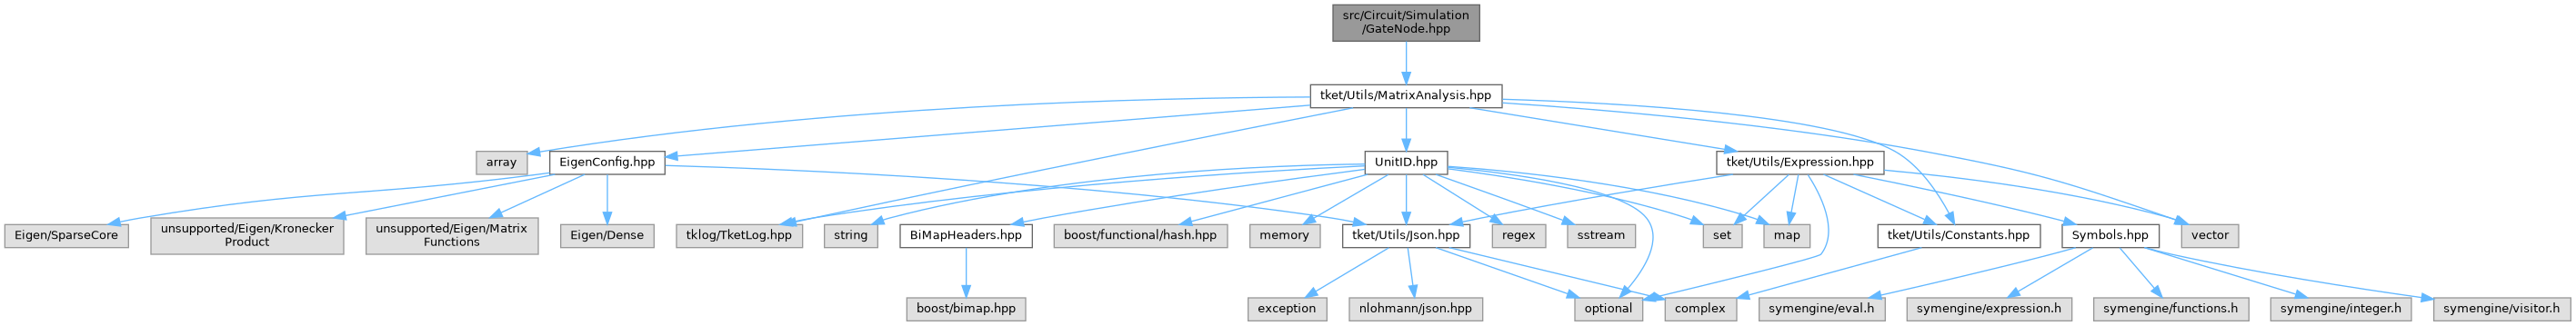 src/Circuit/Simulation
/GateNode.hpp
tket/Utils/MatrixAnalysis.hpp
array
EigenConfig.hpp
UnitID.hpp
tket/Utils/Expression.hpp
Eigen/SparseCore
unsupported/Eigen/Kronecker
Product
unsupported/Eigen/Matrix
Functions
Eigen/Dense
tklog/TketLog.hpp
string
BiMapHeaders.hpp
boost/functional/hash.hpp
memory
tket/Utils/Json.hpp
regex
sstream
set
map
tket/Utils/Constants.hpp
Symbols.hpp
vector
boost/bimap.hpp
exception
nlohmann/json.hpp
optional
complex
symengine/eval.h
symengine/expression.h
symengine/functions.h
symengine/integer.h
symengine/visitor.h